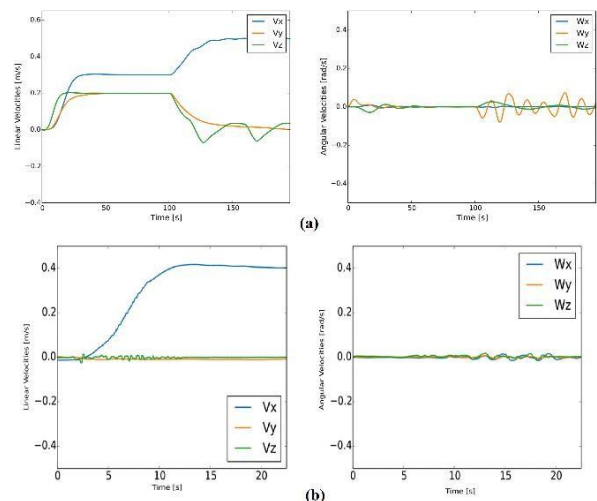 0.6
0.4
0.2
0.0
−0.2
−0.4
Linear Velocities [m/s]
Vx
Vy
Vz
0 50 100 150
Time [s]
0.4
0.2
0.0
−0.2
−0.4
Angular Velocities [rad/s]
Wx
Wy
Wz
0 50 100 150
Time [s]
(a)
0.4
0.2
0.0
−0.2
−0.4
Linear Velocities [m/s]
Vx
Vy
Vz
0 5 10 15 20
Time [s]
0.4
0.2
0.0
−0.2
−0.4
Angular Velocities [rad/s]
Wx
Wy
Wz
0 5 10 15 20
Time [s]
(b)